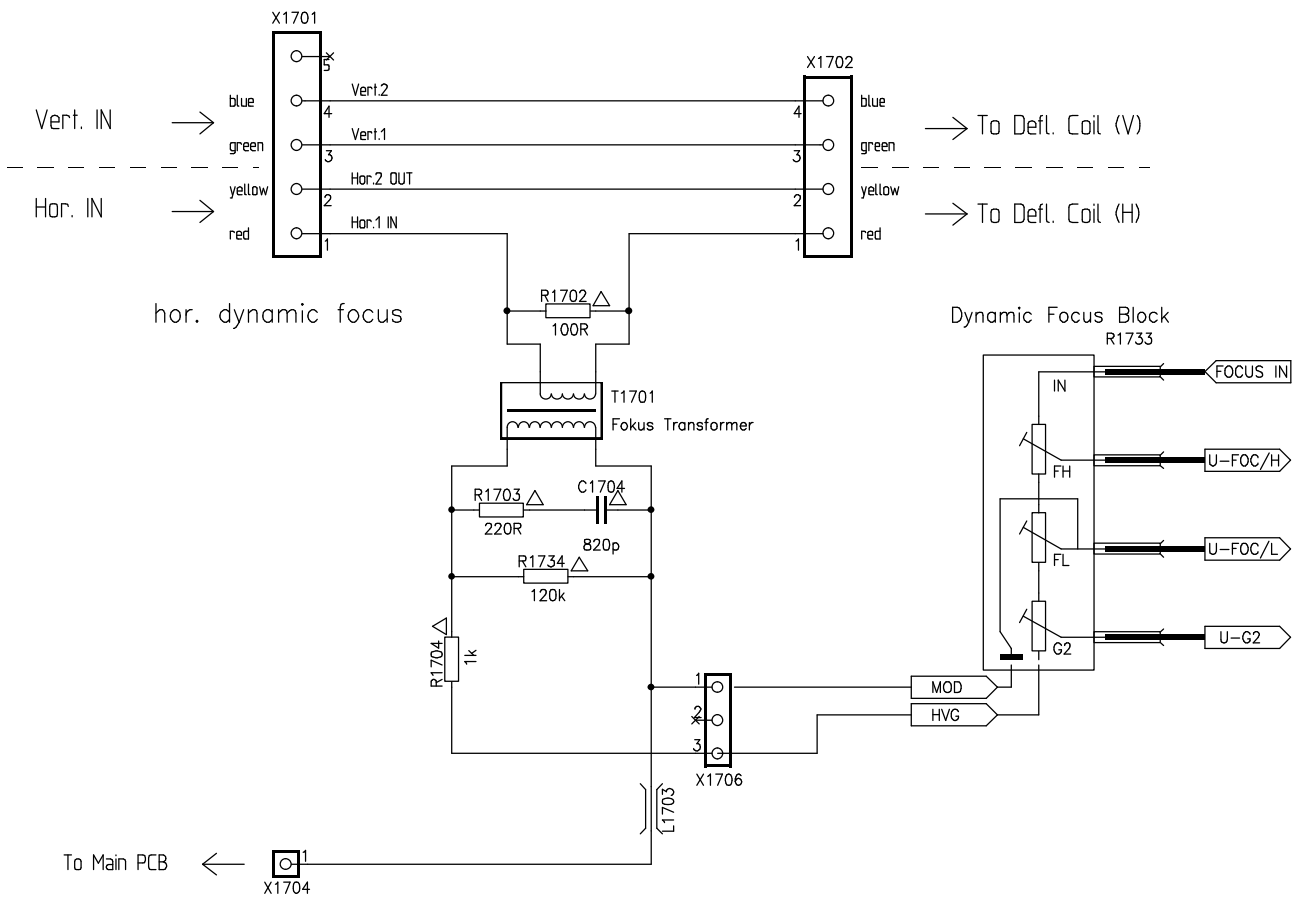 X1701
5
X1702
blue
4
Vert.2
4
blue
Vert. IN
To Defl. Coil (V)
green
3
Vert.1
3
green
yellow
2
Hor.2 OUT
2
yellow
Hor. IN
To Defl. Coil (H)
red
1
Hor.1 IN
1
red
hor. dynamic focus
R1702
100R
Dynamic Focus Block
R1733
IN
FOCUS IN
T1701
Fokus Transformer
FH
U-FOC/H
R1703
220R
C1704
820p
FL
U-FOC/L
R1734
120k
G2
U-G2
R1704
1k
1
MOD
2
HVG
3
X1706
L1703
To Main PCB
1
X1704